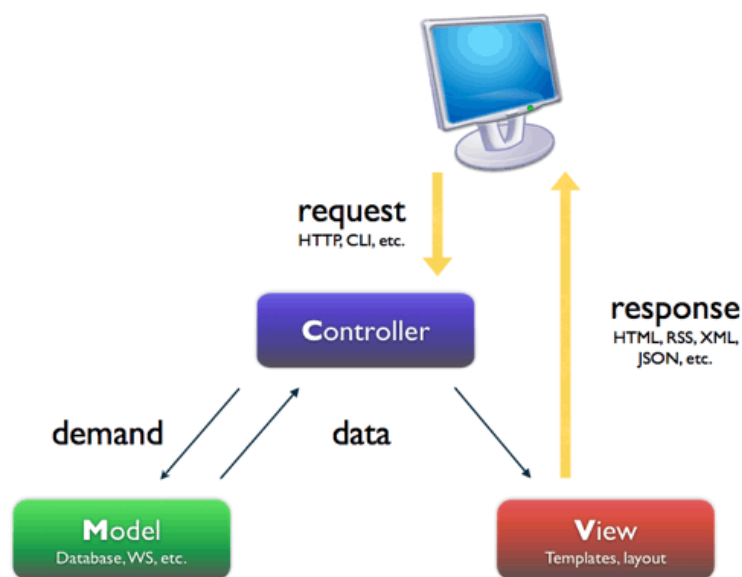 request
HTTP, CLI, etc.
Controller
response
HTML, RSS, XML,
JSON, etc.
demand
data
Model
Database, WS, etc.
View
Templates, layout